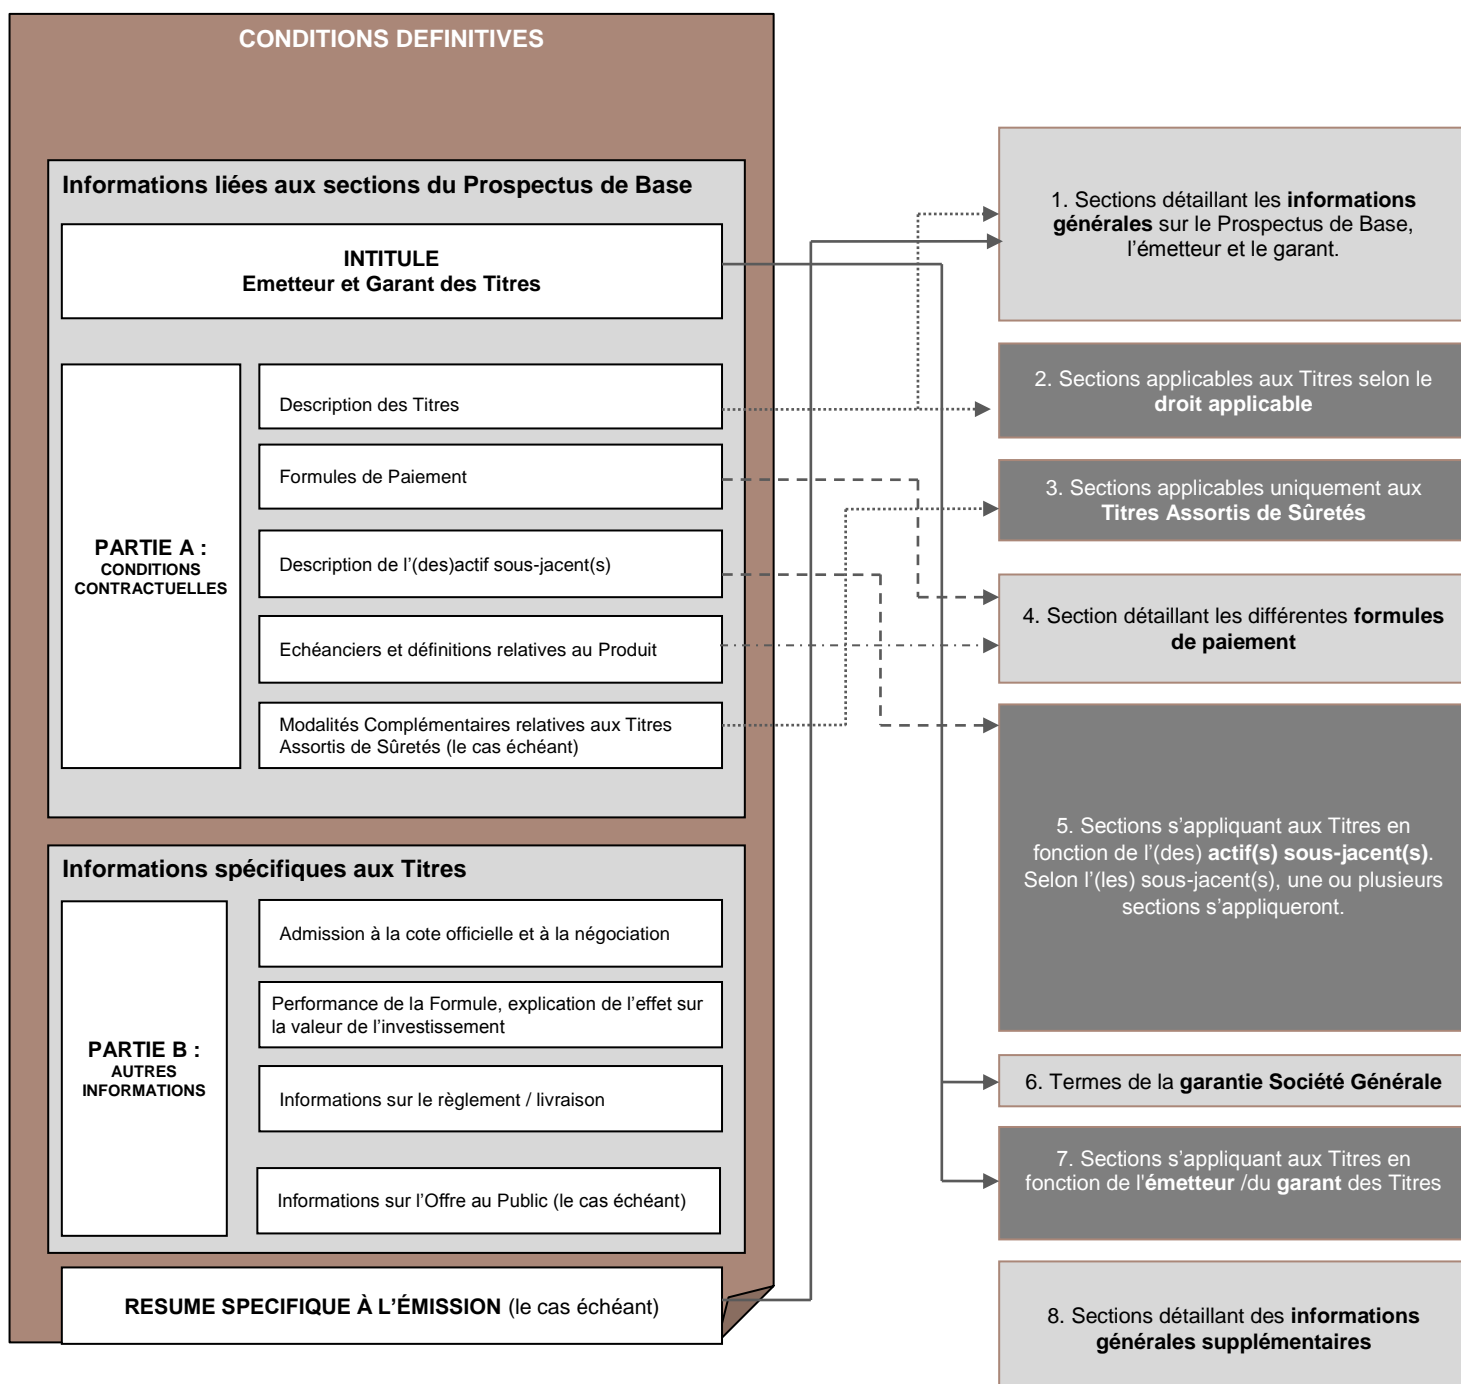 CONDITIONS DEFINITIVES
Informations liées aux sections du Prospectus de Base
INTITULE
Emetteur et Garant des Titres
PARTIE A :
CONDITIONS
CONTRACTUELLES
Description des Titres
Formules de Paiement
Description de l’(des)actif sous-jacent(s)
Echéanciers et définitions relatives au Produit
Modalités Complémentaires relatives aux Titres
Assortis de Sûretés (le cas échéant)
Informations spécifiques aux Titres
PARTIE B :
AUTRES
INFORMATIONS
Admission à la cote officielle et à la négociation
Performance de la Formule, explication de l’effet sur
la valeur de l’investissement
Informations sur le règlement / livraison
Informations sur l’Offre au Public (le cas échéant)
RESUME SPECIFIQUE À L’ÉMISSION (le cas échéant)
1. Sections détaillant les informations
générales sur le Prospectus de Base,
l’émetteur et le garant.
2. Sections applicables aux Titres selon le
droit applicable
3. Sections applicables uniquement aux
Titres Assortis de Sûretés
4. Section détaillant les différentes formules
de paiement
5. Sections s’appliquant aux Titres en
fonction de l’(des) actif(s) sous-jacent(s).
Selon l’(les) sous-jacent(s), une ou plusieurs
sections s’appliqueront.
6. Termes de la garantie Société Générale
7. Sections s’appliquant aux Titres en
fonction de l'émetteur /du garant des Titres
8. Sections détaillant des informations
générales supplémentaires